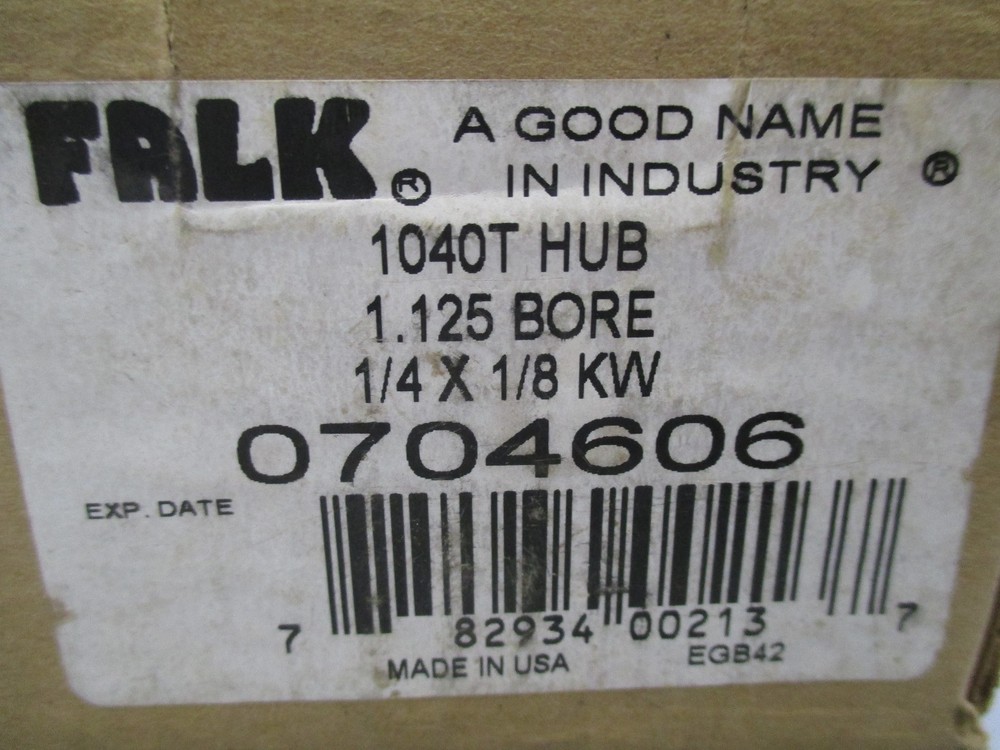 FALK® A GOOD NAME
IN INDUSTRY ®
1040T HUB
1.125 BORE
1/4 X 1/8 KW
0704606
EXP. DATE
7 82934 00213 7
MADE IN USA EGB42